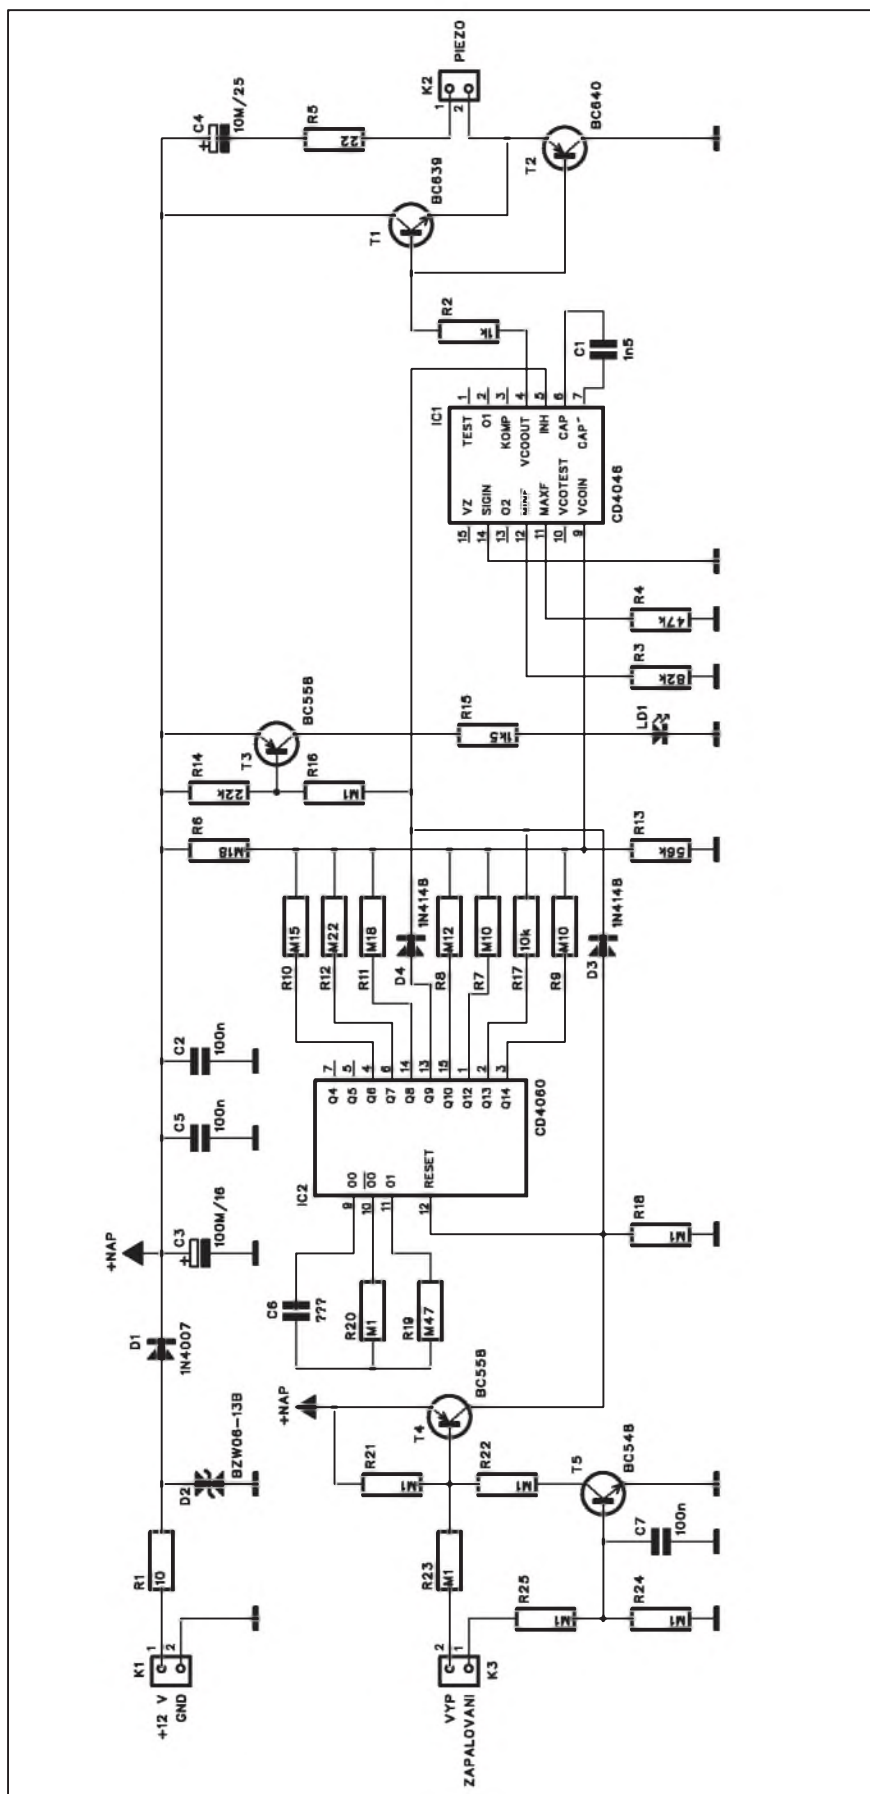 K1
+12 V
GND
1
2
R1
10
D2
BZW06-13B
D1
1N4007
+NAP
C3
100M/16
C5
100n
C2
100n
R6
M18
R14
22k
T3
BC558
R16
M1
C4
10M/25
R5
22
K2
1
2
PIEZO
T1
BC639
T2
BC640
R2
1k
IC1
TEST
O1
KOMP
VCOOUT
INH
CAP
CAP-
1
2
3
4
5
6
7
VZ
SIGIN
O2
MINF
MAXF
VCOTEST
VCOIN
15
14
13
12
11
10
9
CD4046
C1
1n5
R4
47k
R3
82k
R15
1k5
LD1
R13
56k
R10
M15
R12
M22
R11
M18
D4
1N4148
R8
M12
R7
M10
R17
10k
R9
M10
D3
1N4148
IC2
Q4
Q5
Q6
Q7
Q8
Q9
Q10
Q12
Q13
Q14
7
5
4
6
14
13
15
1
2
3
OO
OO
O1
RESET
9
10
11
12
CD4060
C6
???
R20
M1
R19
M47
R18
M1
+NAP
T4
BC558
R21
M1
R22
M1
R23
M1
T5
BC548
C7
100n
R25
M1
R24
M1
K3
2
1
VYP
ZAPALOVANI